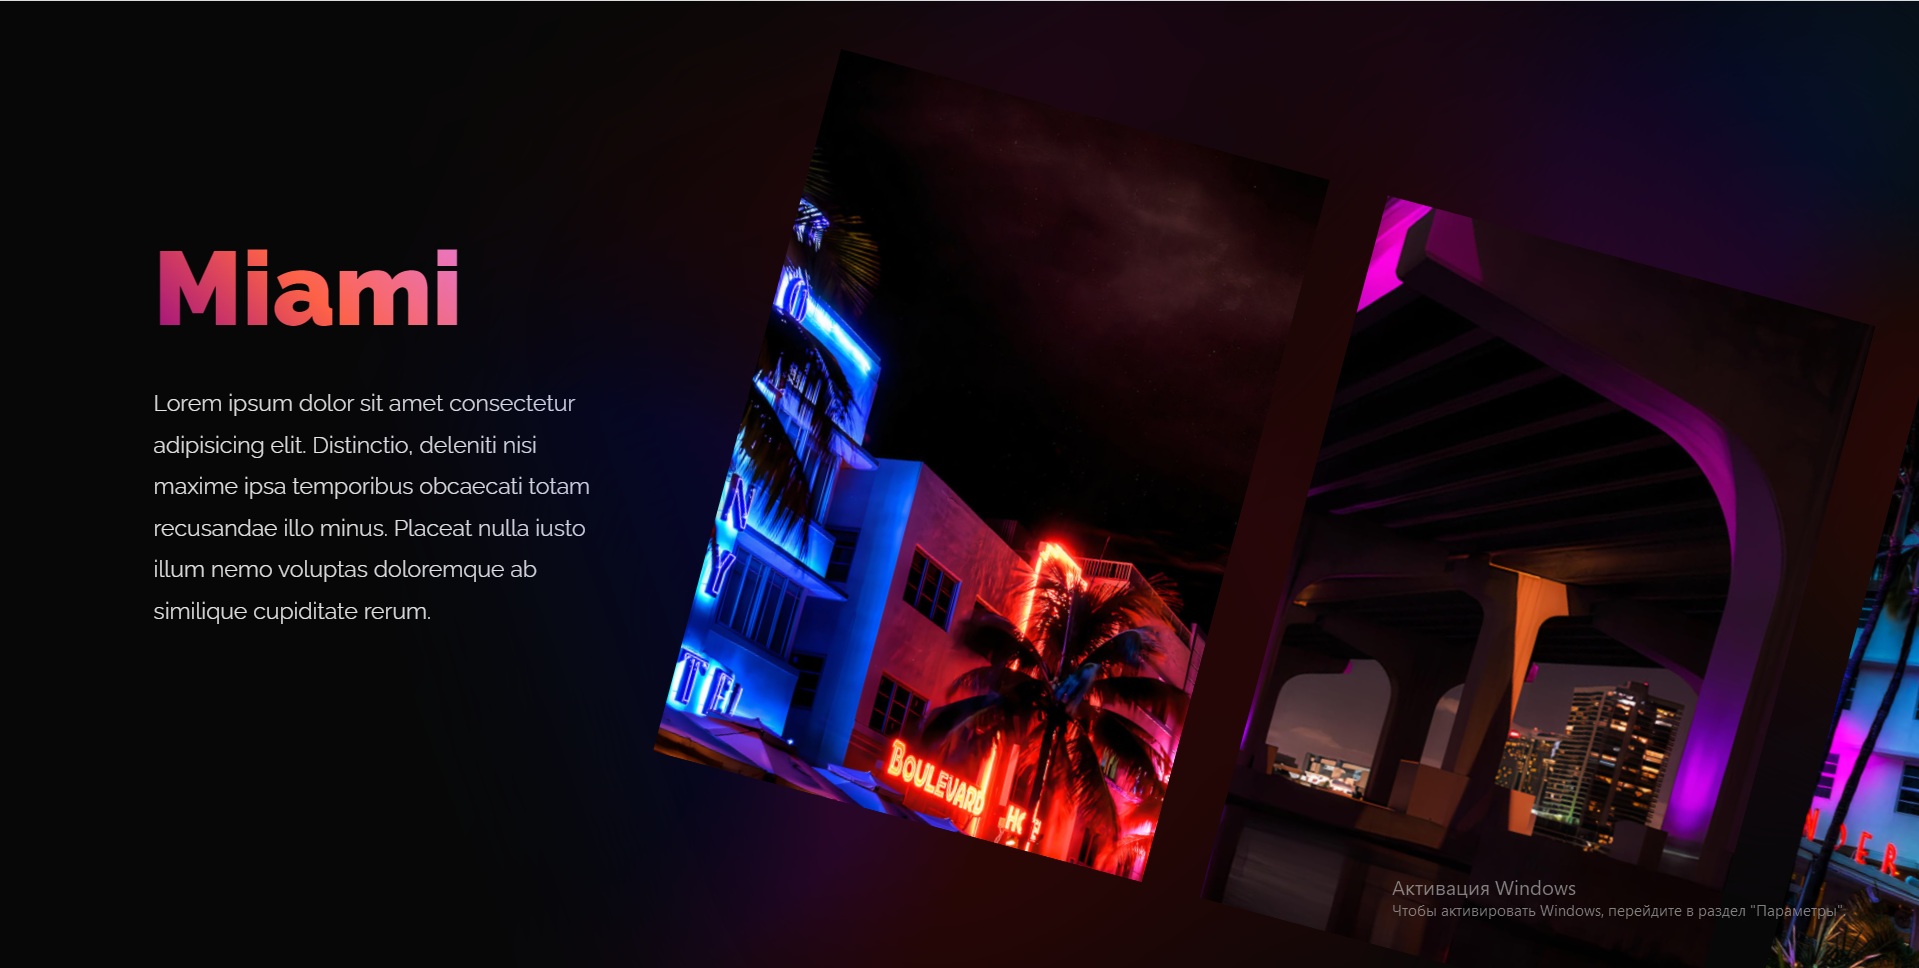 Miami
Lorem ipsum dolor sit amet consectetur
adipisicing elit. Distinctio, deleniti nisi
maxime ipsa temporibus obcaecati totam
recusandae illo minus. Placeat nulla iusto
illum nemo voluptas doloremque ab
similique cupiditate rerum.
O
N
Y
TEL
BOULEVARD
Активация Windows
Чтобы активировать Windows, перейдите в раздел "Параметры".